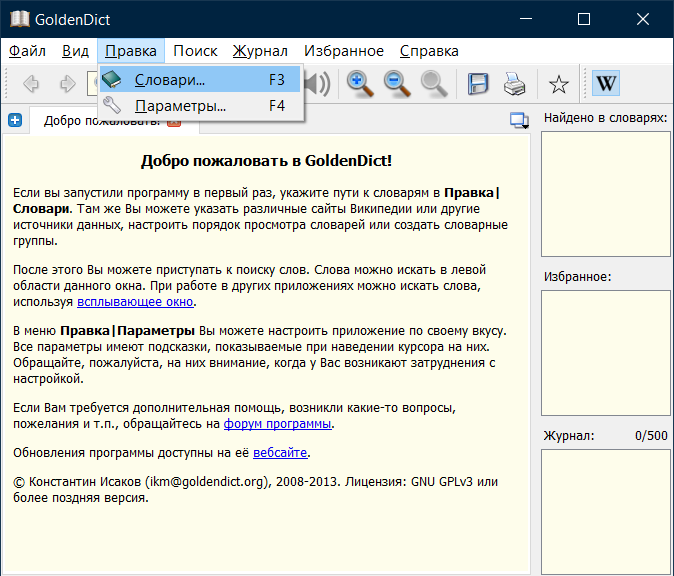 GoldenDict
Файл Вид Правка Поиск Журнал Избранное Справка
Словари... F3
Параметры... F4
W
Добро пожаловать!
Найдено в словарях:
Добро пожаловать в GoldenDict!
Если вы запустили программу в первый раз, укажите пути к словарям в Правка|
Словари. Там же Вы можете указать различные сайты Википедии или другие
источники данных, настроить порядок просмотра словарей или создать словарные
группы.
После этого Вы можете приступать к поиску слов. Слова можно искать в левой
области данного окна. При работе в других приложениях можно искать слова,
используя всплывающее окно.
В меню Правка|Параметры Вы можете настроить приложение по своему вкусу.
Все параметры имеют подсказки, показываемые при наведении курсора на них.
Обращайте, пожалуйста, на них внимание, когда у Вас возникают затруднения с
настройкой.
Если Вам требуется дополнительная помощь, возникли какие-то вопросы,
пожелания и т.п., обращайтесь на форум программы.
Обновления программы доступны на её вебсайте.
© Константин Исаков (ikm@goldendict.org), 2008-2013. Лицензия: GNU GPLv3 или
более поздняя версия.
Избранное:
Журнал: 0/500